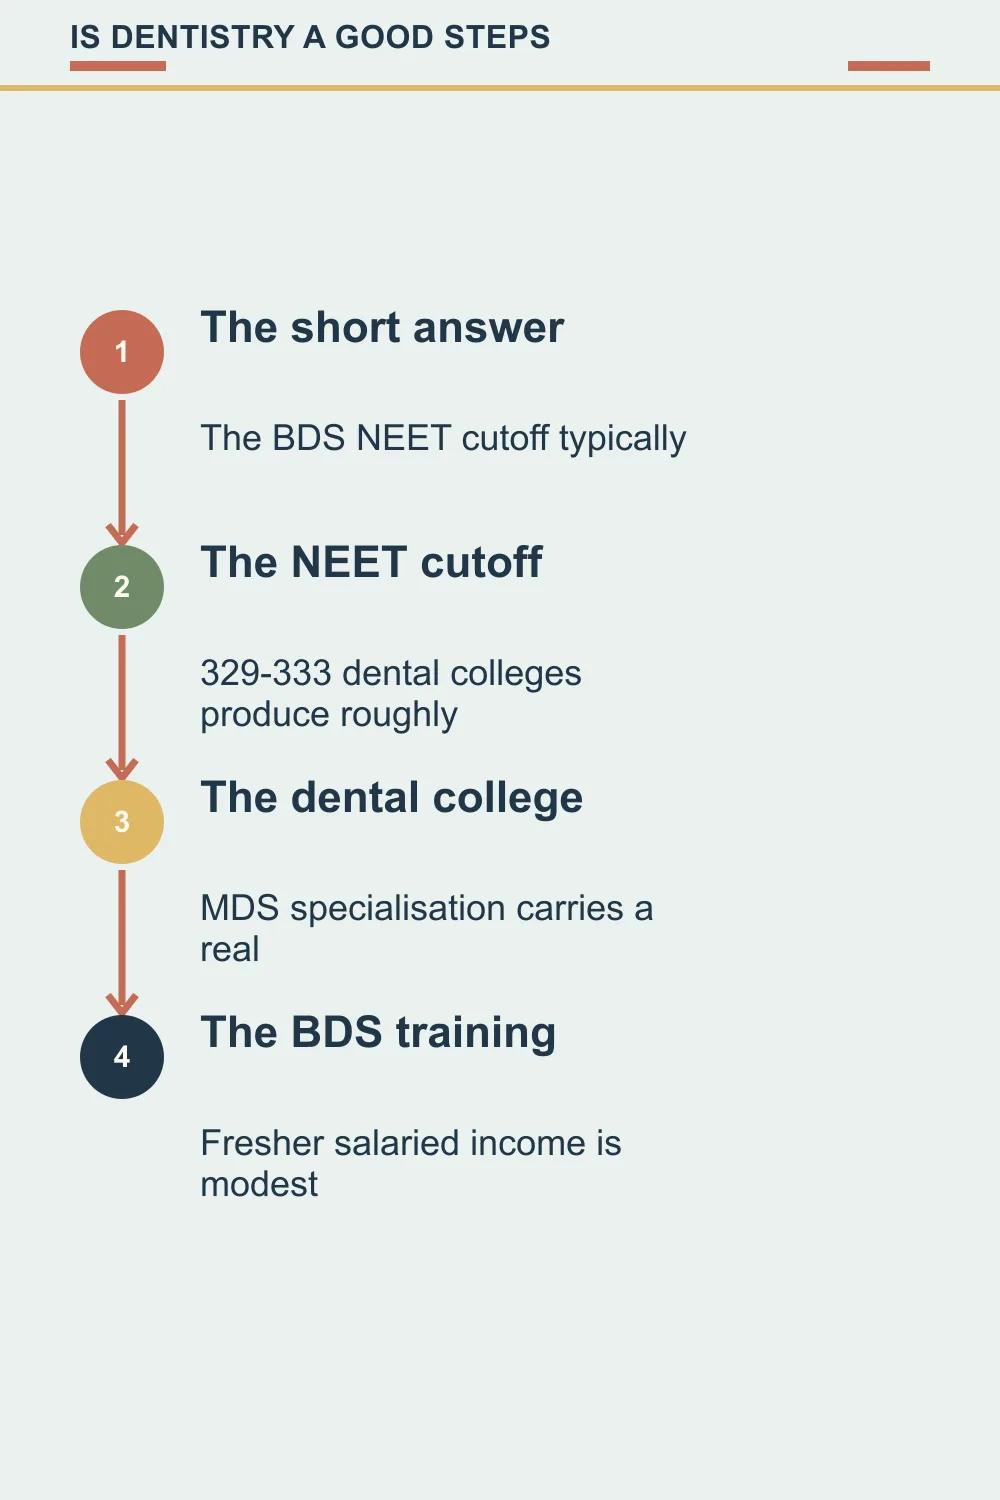 IS DENTISTRY A GOOD STEPS
1
The short answer
The BDS NEET cutoff typically
2
The NEET cutoff
329-333 dental colleges
produce roughly
3
The dental college
MDS specialisation carries a
real
4
The BDS training
Fresher salaried income is
modest